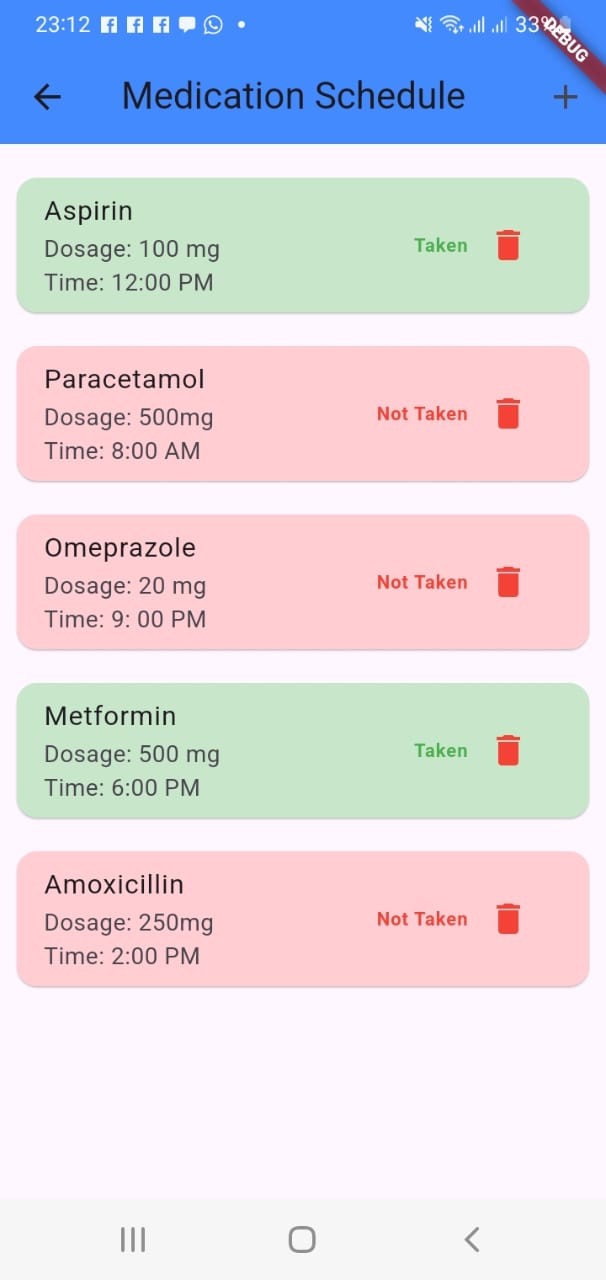 23:12
33%
DEBUG
Medication Schedule
Aspirin
Dosage: 100 mg
Time: 12:00 PM
Taken
Paracetamol
Dosage: 500mg
Time: 8:00 AM
Not Taken
Omeprazole
Dosage: 20 mg
Time: 9: 00 PM
Not Taken
Metformin
Dosage: 500 mg
Time: 6:00 PM
Taken
Amoxicillin
Dosage: 250mg
Time: 2:00 PM
Not Taken